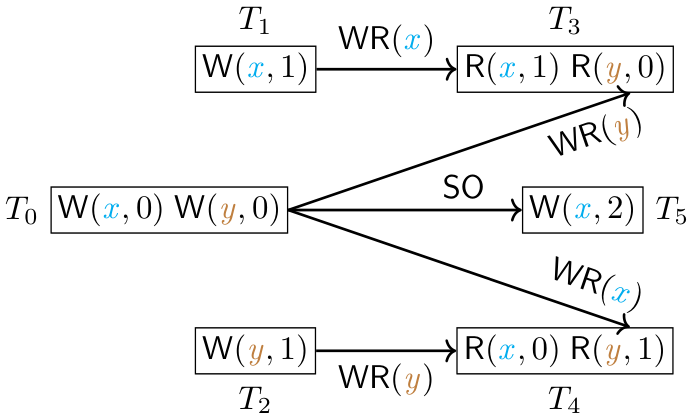 T₁ WR(x) T₃
W(x, 1) R(x, 1) R(y, 0)
WR(y)
SO
T₀ W(x, 0) W(y, 0) W(x, 2) T₅
WR(x)
W(y, 1) R(x, 0) R(y, 1)
T₂ WR(y) T₄